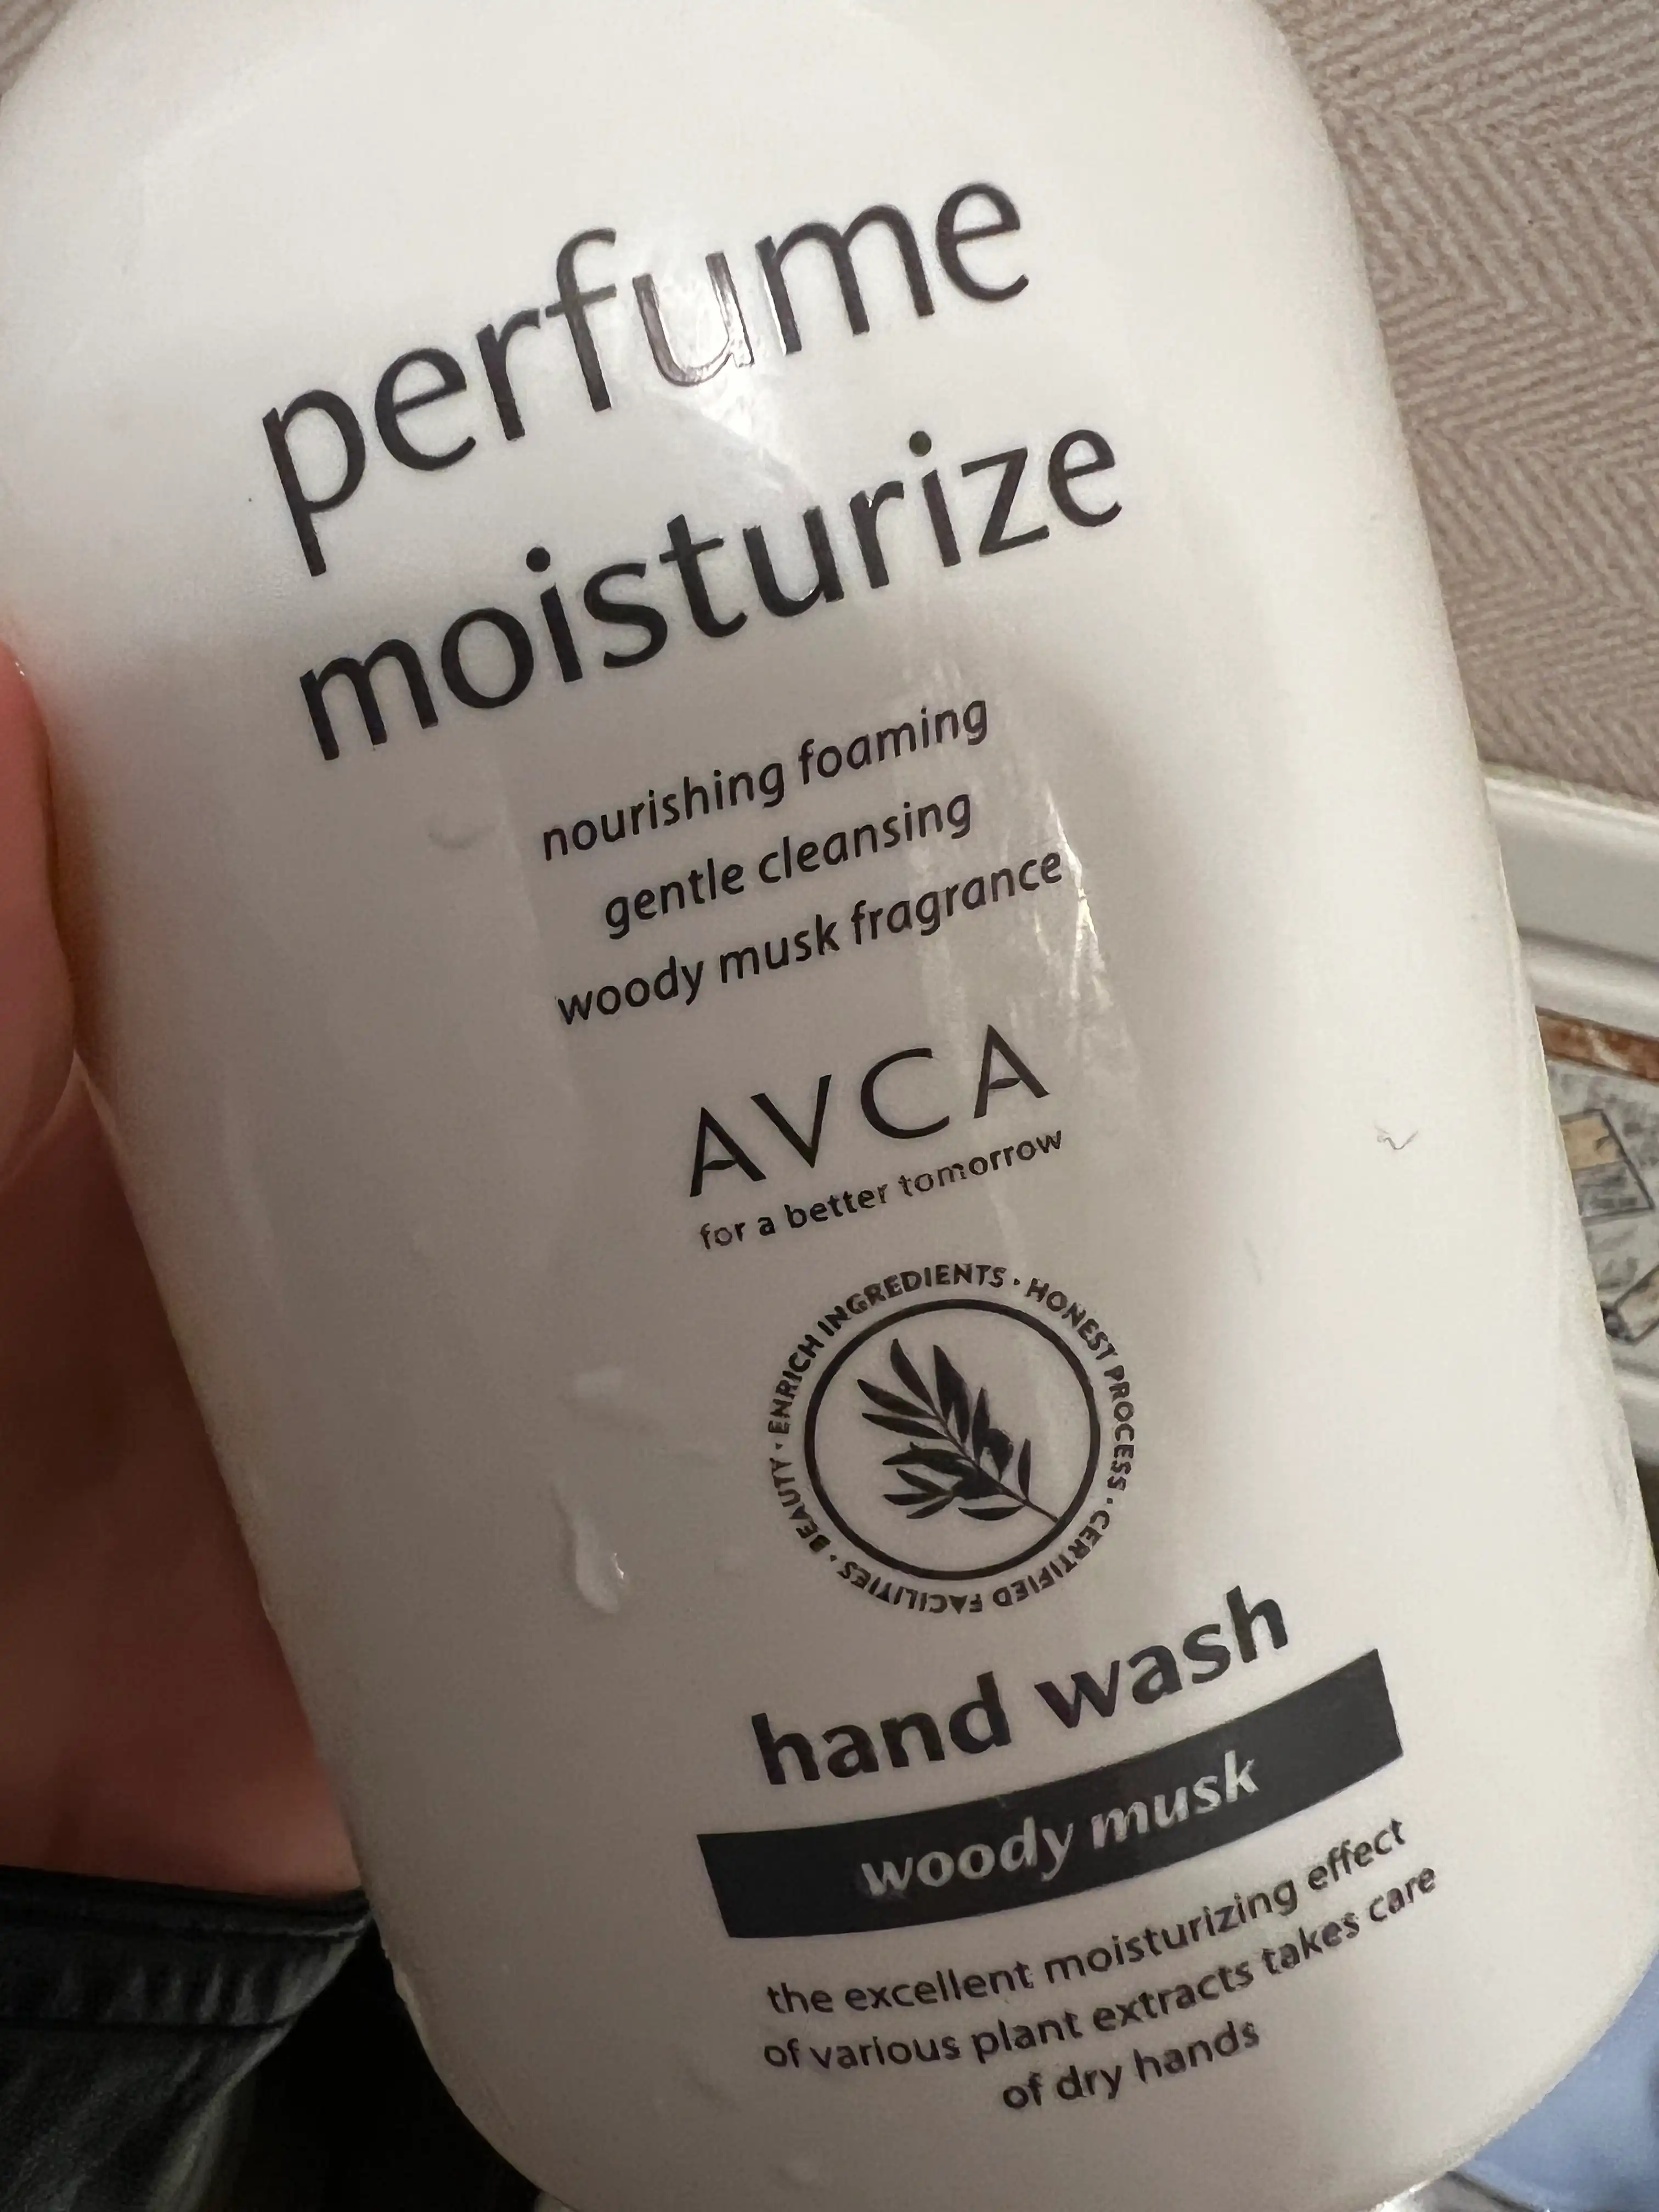 perfume
moisturize
nourishing foaming
gentle cleansing
woody musk fragrance
AVCA
for a better tomorrow
BEAUTY · ENRICH INGREDIENTS · HONEST PROCESS · CERTIFIED FACILITIES ·
hand wash
woody musk
the excellent moisturizing effect
of various plant extracts takes care
of dry hands